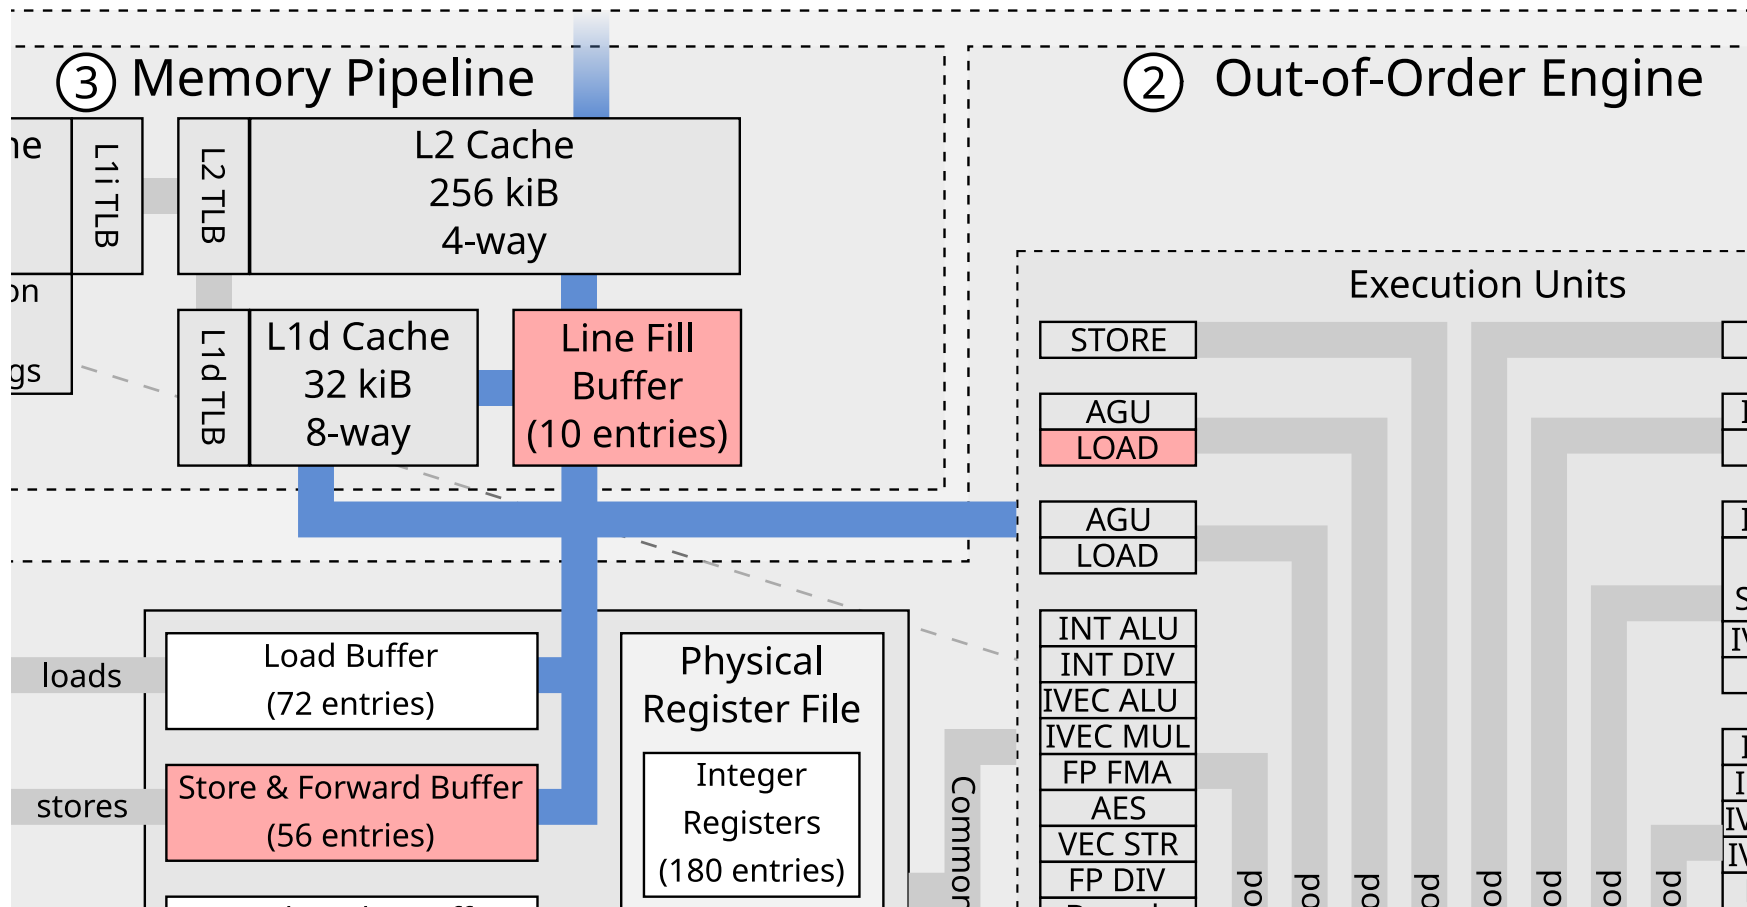 3 Memory Pipeline
2 Out-of-Order Engine
L1i TLB
L2 TLB
L2 Cache
256 kiB
4-way
L1d TLB
L1d Cache
32 kiB
8-way
Line Fill
Buffer
(10 entries)
loads
Load Buffer
(72 entries)
stores
Store & Forward Buffer
(56 entries)
Physical
Register File
Integer
Registers
(180 entries)
Common
Execution Units
STORE
AGU
LOAD
AGU
LOAD
INT ALU
INT DIV
IVEC ALU
IVEC MUL
FP FMA
AES
VEC STR
FP DIV